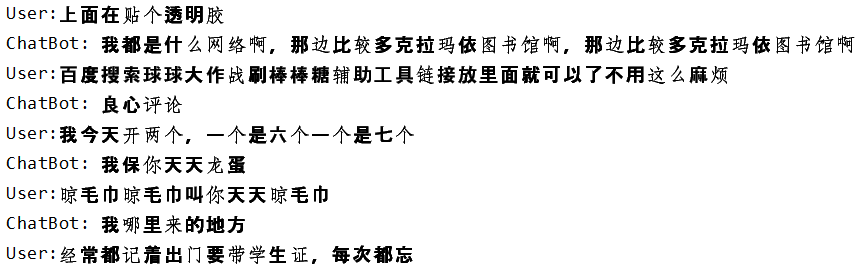 User:上面在贴个透明胶
ChatBot: 我都是什么网络啊，那边比较多克拉玛依图书馆啊，那边比较多克拉玛依图书馆啊
User:百度搜索球球大作战刷棒棒糖辅助工具链接放里面就可以了不用这么麻烦
ChatBot: 良心评论
User:我今天开两个，一个是六个一个是七个
ChatBot: 我保你天天龙蛋
User:晾毛巾晾毛巾叫你天天晾毛巾
ChatBot: 我哪里来的地方
User:经常都记着出门要带学生证，每次都忘